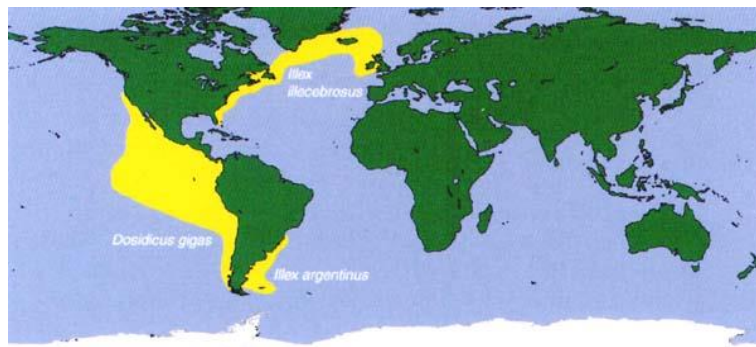 Illex
illecebrosus
Dosidicus gigas
Illex argentinus